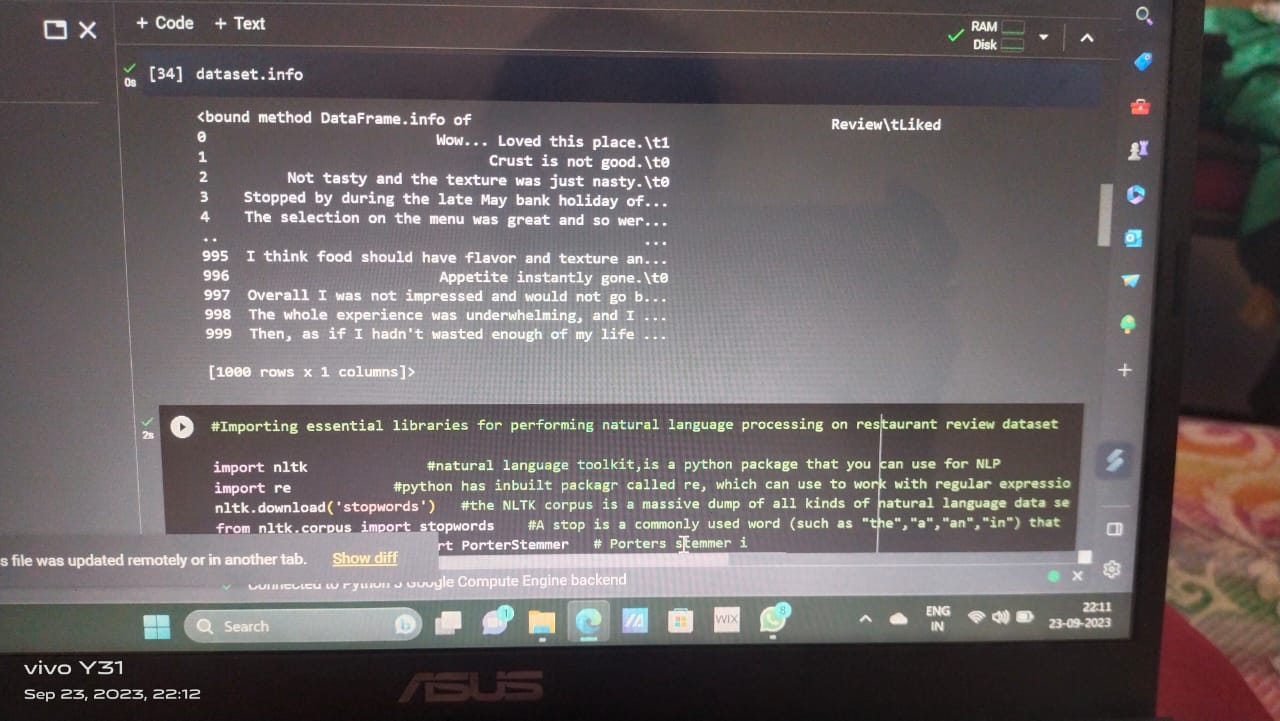 + Code + Text
RAM
Disk
0s
[34] dataset.info
<bound method DataFrame.info of Review\tLiked
0 Wow... Loved this place.\t1
1 Crust is not good.\t0
2 Not tasty and the texture was just nasty.\t0
3 Stopped by during the late May bank holiday of...
4 The selection on the menu was great and so wer...
.. ...
995 I think food should have flavor and texture an...
996 Appetite instantly gone.\t0
997 Overall I was not impressed and would not go b...
998 The whole experience was underwhelming, and I ...
999 Then, as if I hadn't wasted enough of my life ...
[1000 rows x 1 columns]>
2s
#Importing essential libraries for performing natural language processing on restaurant review dataset
import nltk #natural language toolkit,is a python package that you can use for NLP
import re #python has inbuilt packagr called re, which can use to work with regular expressio
nltk.download('stopwords') #the NLTK corpus is a massive dump of all kinds of natural language data se
from nltk.corpus import stopwords #A stop is a commonly used word (such as "the","a","an","in") that
rt PorterStemmer # Porters stemmer i
s file was updated remotely or in another tab. Show diff
Connected to Python 3 Google Compute Engine backend
Search
1
WIX
8
ENG
IN
22:11
23-09-2023
vivo Y31
Sep 23, 2023, 22:12
ASUS